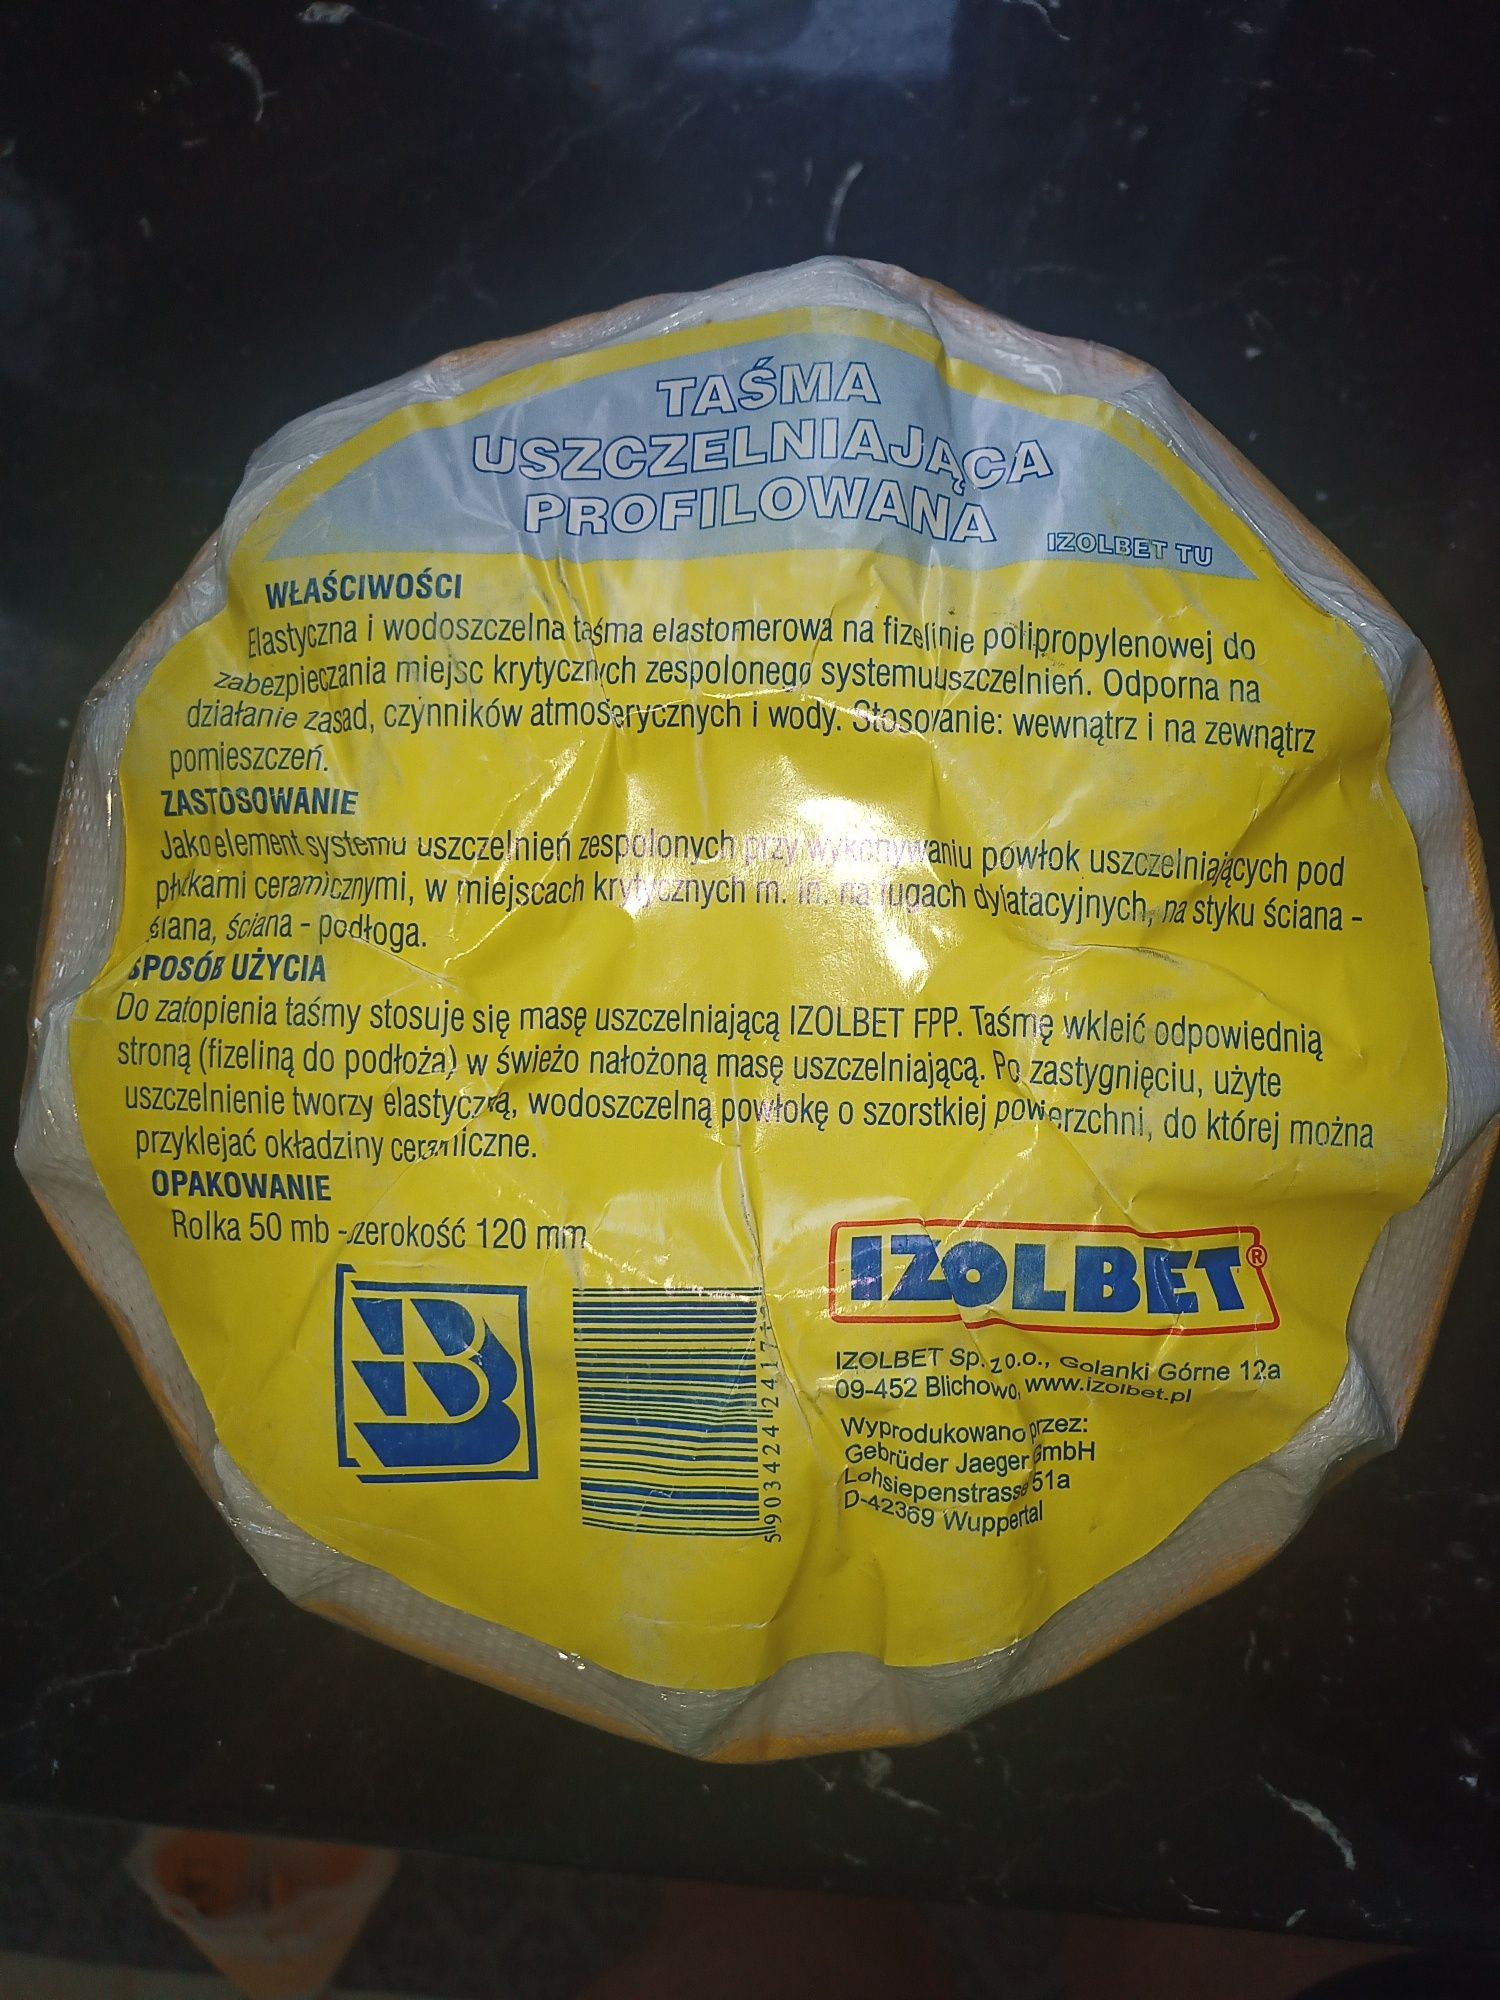 TAŚMA
USZCZELNIAJĄCA
PROFILOWANA
IZOLBET TU
WŁAŚCIWOŚCI
Elastyczna i wodoszczelna taśma elastomerowa na fizelinie polipropylenowej do
zabezpieczania miejsc krytycznych zespolonego systemu uszczelnień. Odporna na
działanie zasad, czynników atmosferycznych i wody. Stosowanie: wewnątrz i na zewnątrz
pomieszczeń.
ZASTOSOWANIE
Jako element systemu uszczelnień zespolonych przy wykonywaniu powłok uszczelniających pod
płytkami ceramicznymi, w miejscach krytycznych m. in. na fugach dylatacyjnych, na styku ściana -
ściana, ściana - podłoga.
SPOSÓB UŻYCIA
Do zatopienia taśmy stosuje się masę uszczelniającą IZOLBET FPP. Taśmę wkleić odpowiednią
stroną (fizeliną do podłoża) w świeżo nałożoną masę uszczelniającą. Po zastygnięciu, użyte
uszczelnienie tworzy elastyczną, wodoszczelną powłokę o szorstkiej powierzchni, do której można
przyklejać okładziny ceramiczne.
OPAKOWANIE
Rolka 50 mb - szerokość 120 mm
B
IZOLBET®
IZOLBET Sp. z o.o., Golanki Górne 12a
09-452 Blichowo, www.izolbet.pl
Wyprodukowano przez:
Gebrüder Jaeger GmbH
Lohsiepenstrasse 51a
D-42369 Wuppertal